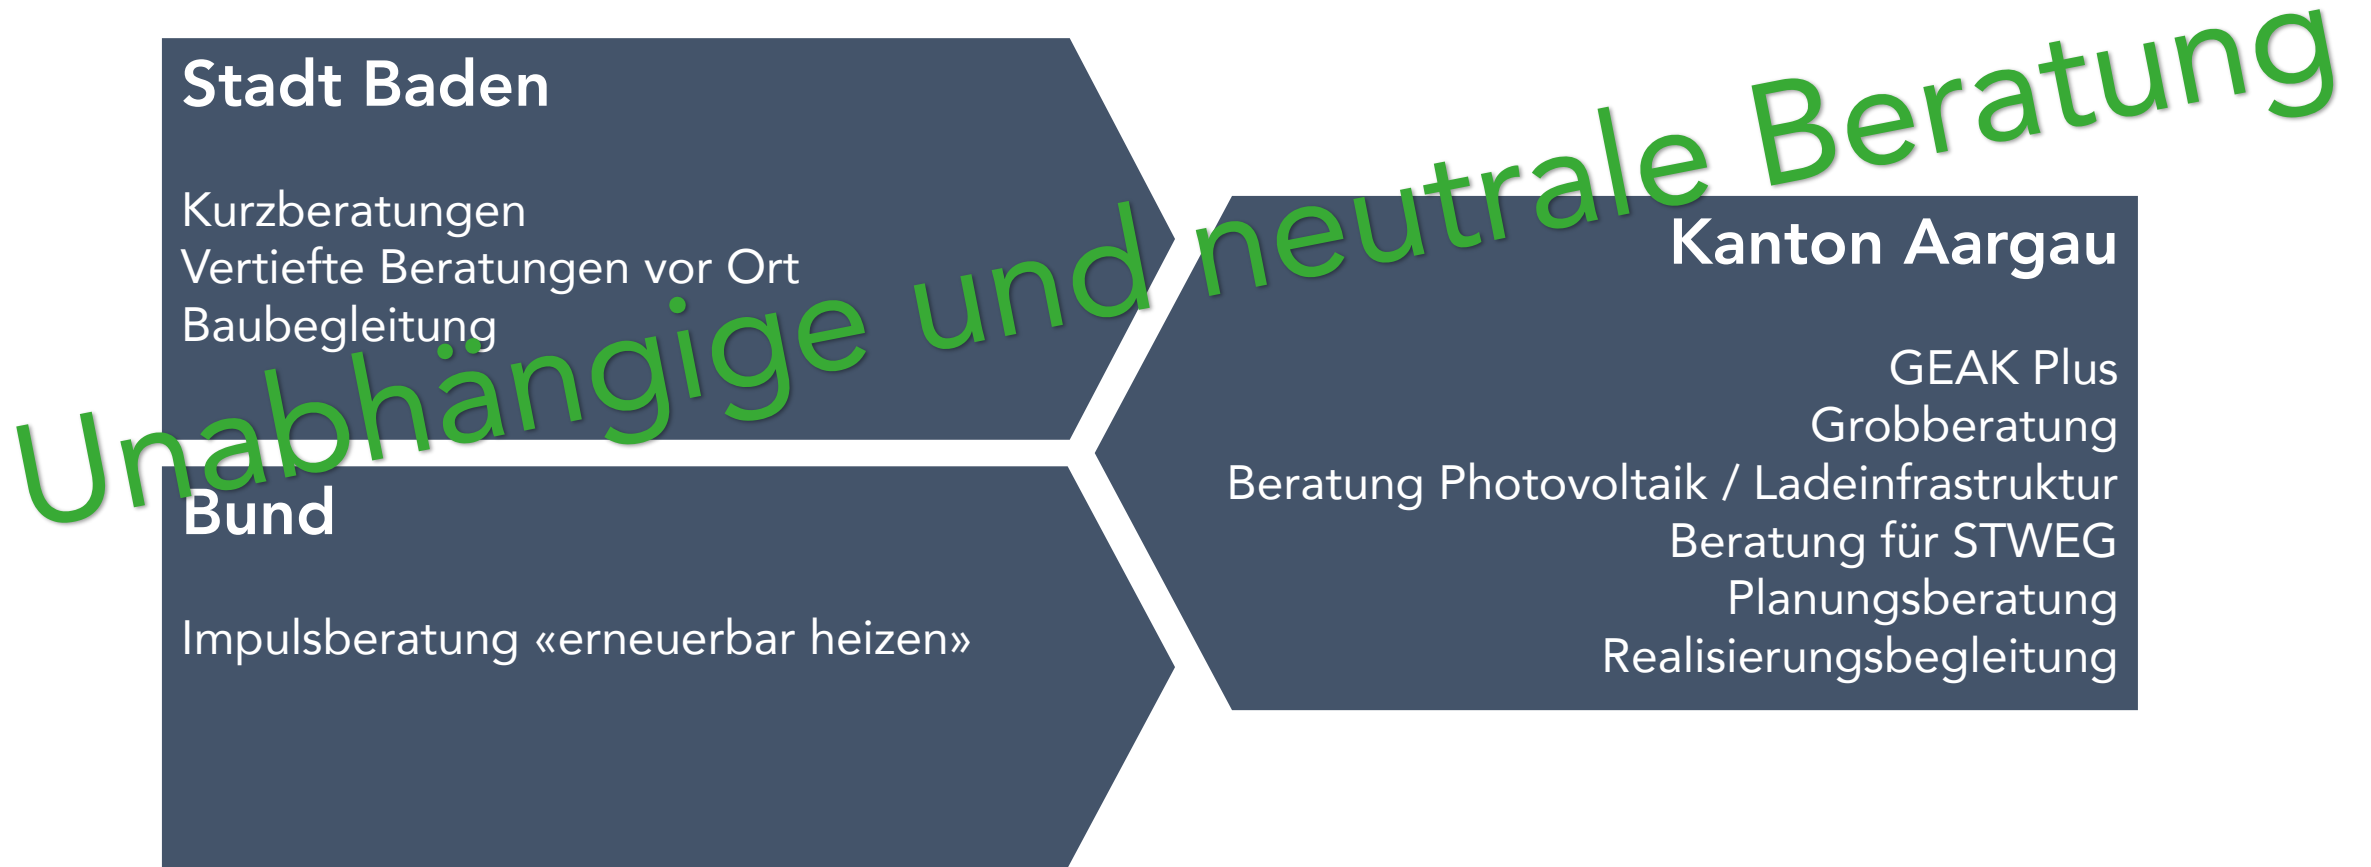 Stadt Baden
Kurzberatungen
Vertiefte Beratungen vor Ort
Baubegleitung
Unabhängige und neutrale Beratung
Bund
Impulsberatung «erneuerbar heizen»
Kanton Aargau
GEAK Plus
Grobberatung
Beratung Photovoltaik / Ladeinfrastruktur
Beratung für STWEG
Planungsberatung
Realisierungsbegleitung